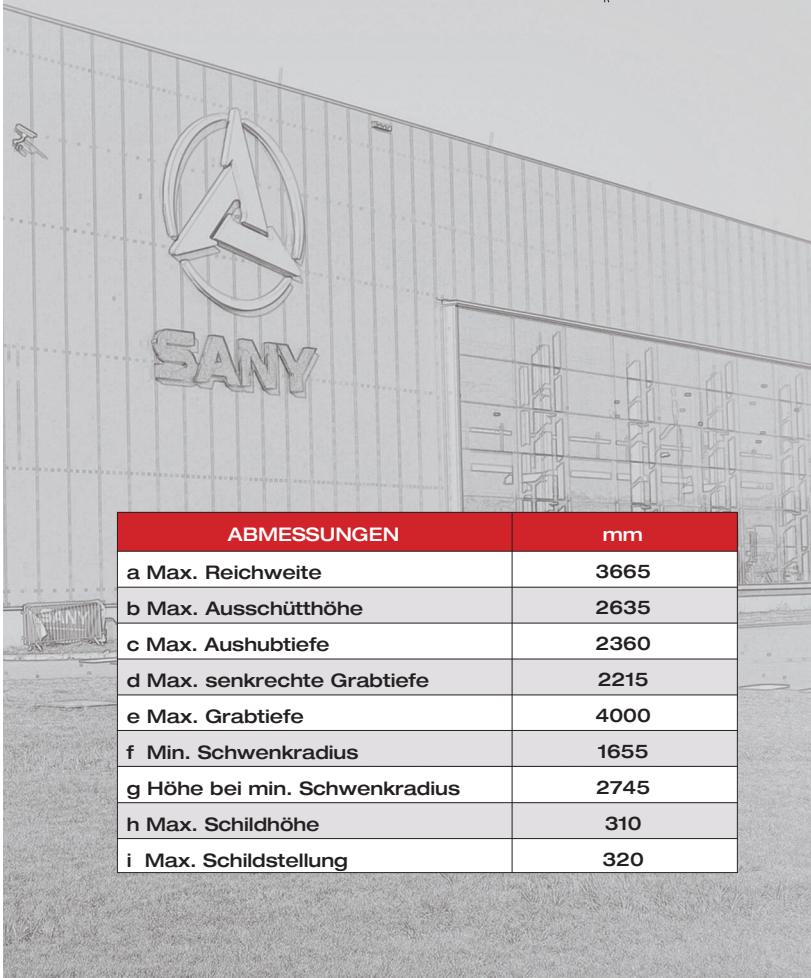 SANY
ABMESSUNGEN mm
a Max. Reichweite 3665
b Max. Ausschütthöhe 2635
c Max. Aushubtiefe 2360
d Max. senkrechte Grabtiefe 2215
e Max. Grabtiefe 4000
f Min. Schwenkradius 1655
g Höhe bei min. Schwenkradius 2745
h Max. Schildhöhe 310
i Max. Schildstellung 320
SANY